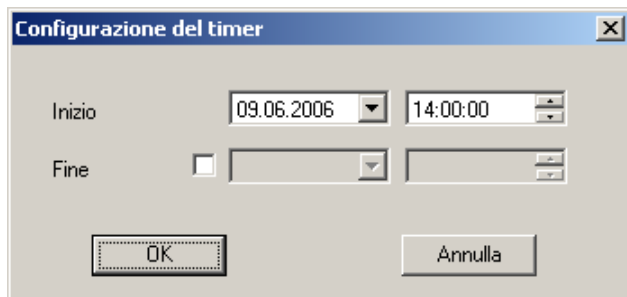 Configurazione del timer
Inizio 09.06.2006 14:00:00
Fine
OK Annulla